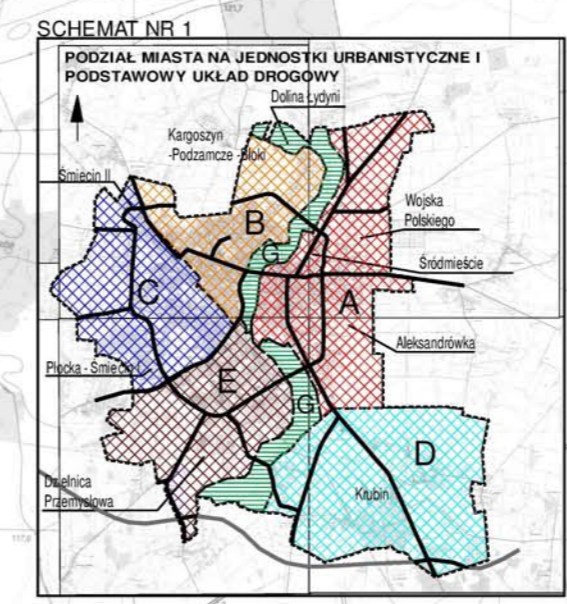 SCHEMAT NR 1
PODZIAŁ MIASTA NA JEDNOSTKI URBANISTYCZNE I
PODSTAWOWY UKŁAD DROGOWY
Dolina Łydyni
Kargoszyn
-Podzamcze -Bloki
Śmiecin II
Wojska
Polskiego
B
G
Śródmieście
C
A
Aleksandrówka
Płocka - Śmiecin I
E
G
D
Krubin
Dzielnica
Przemysłowa